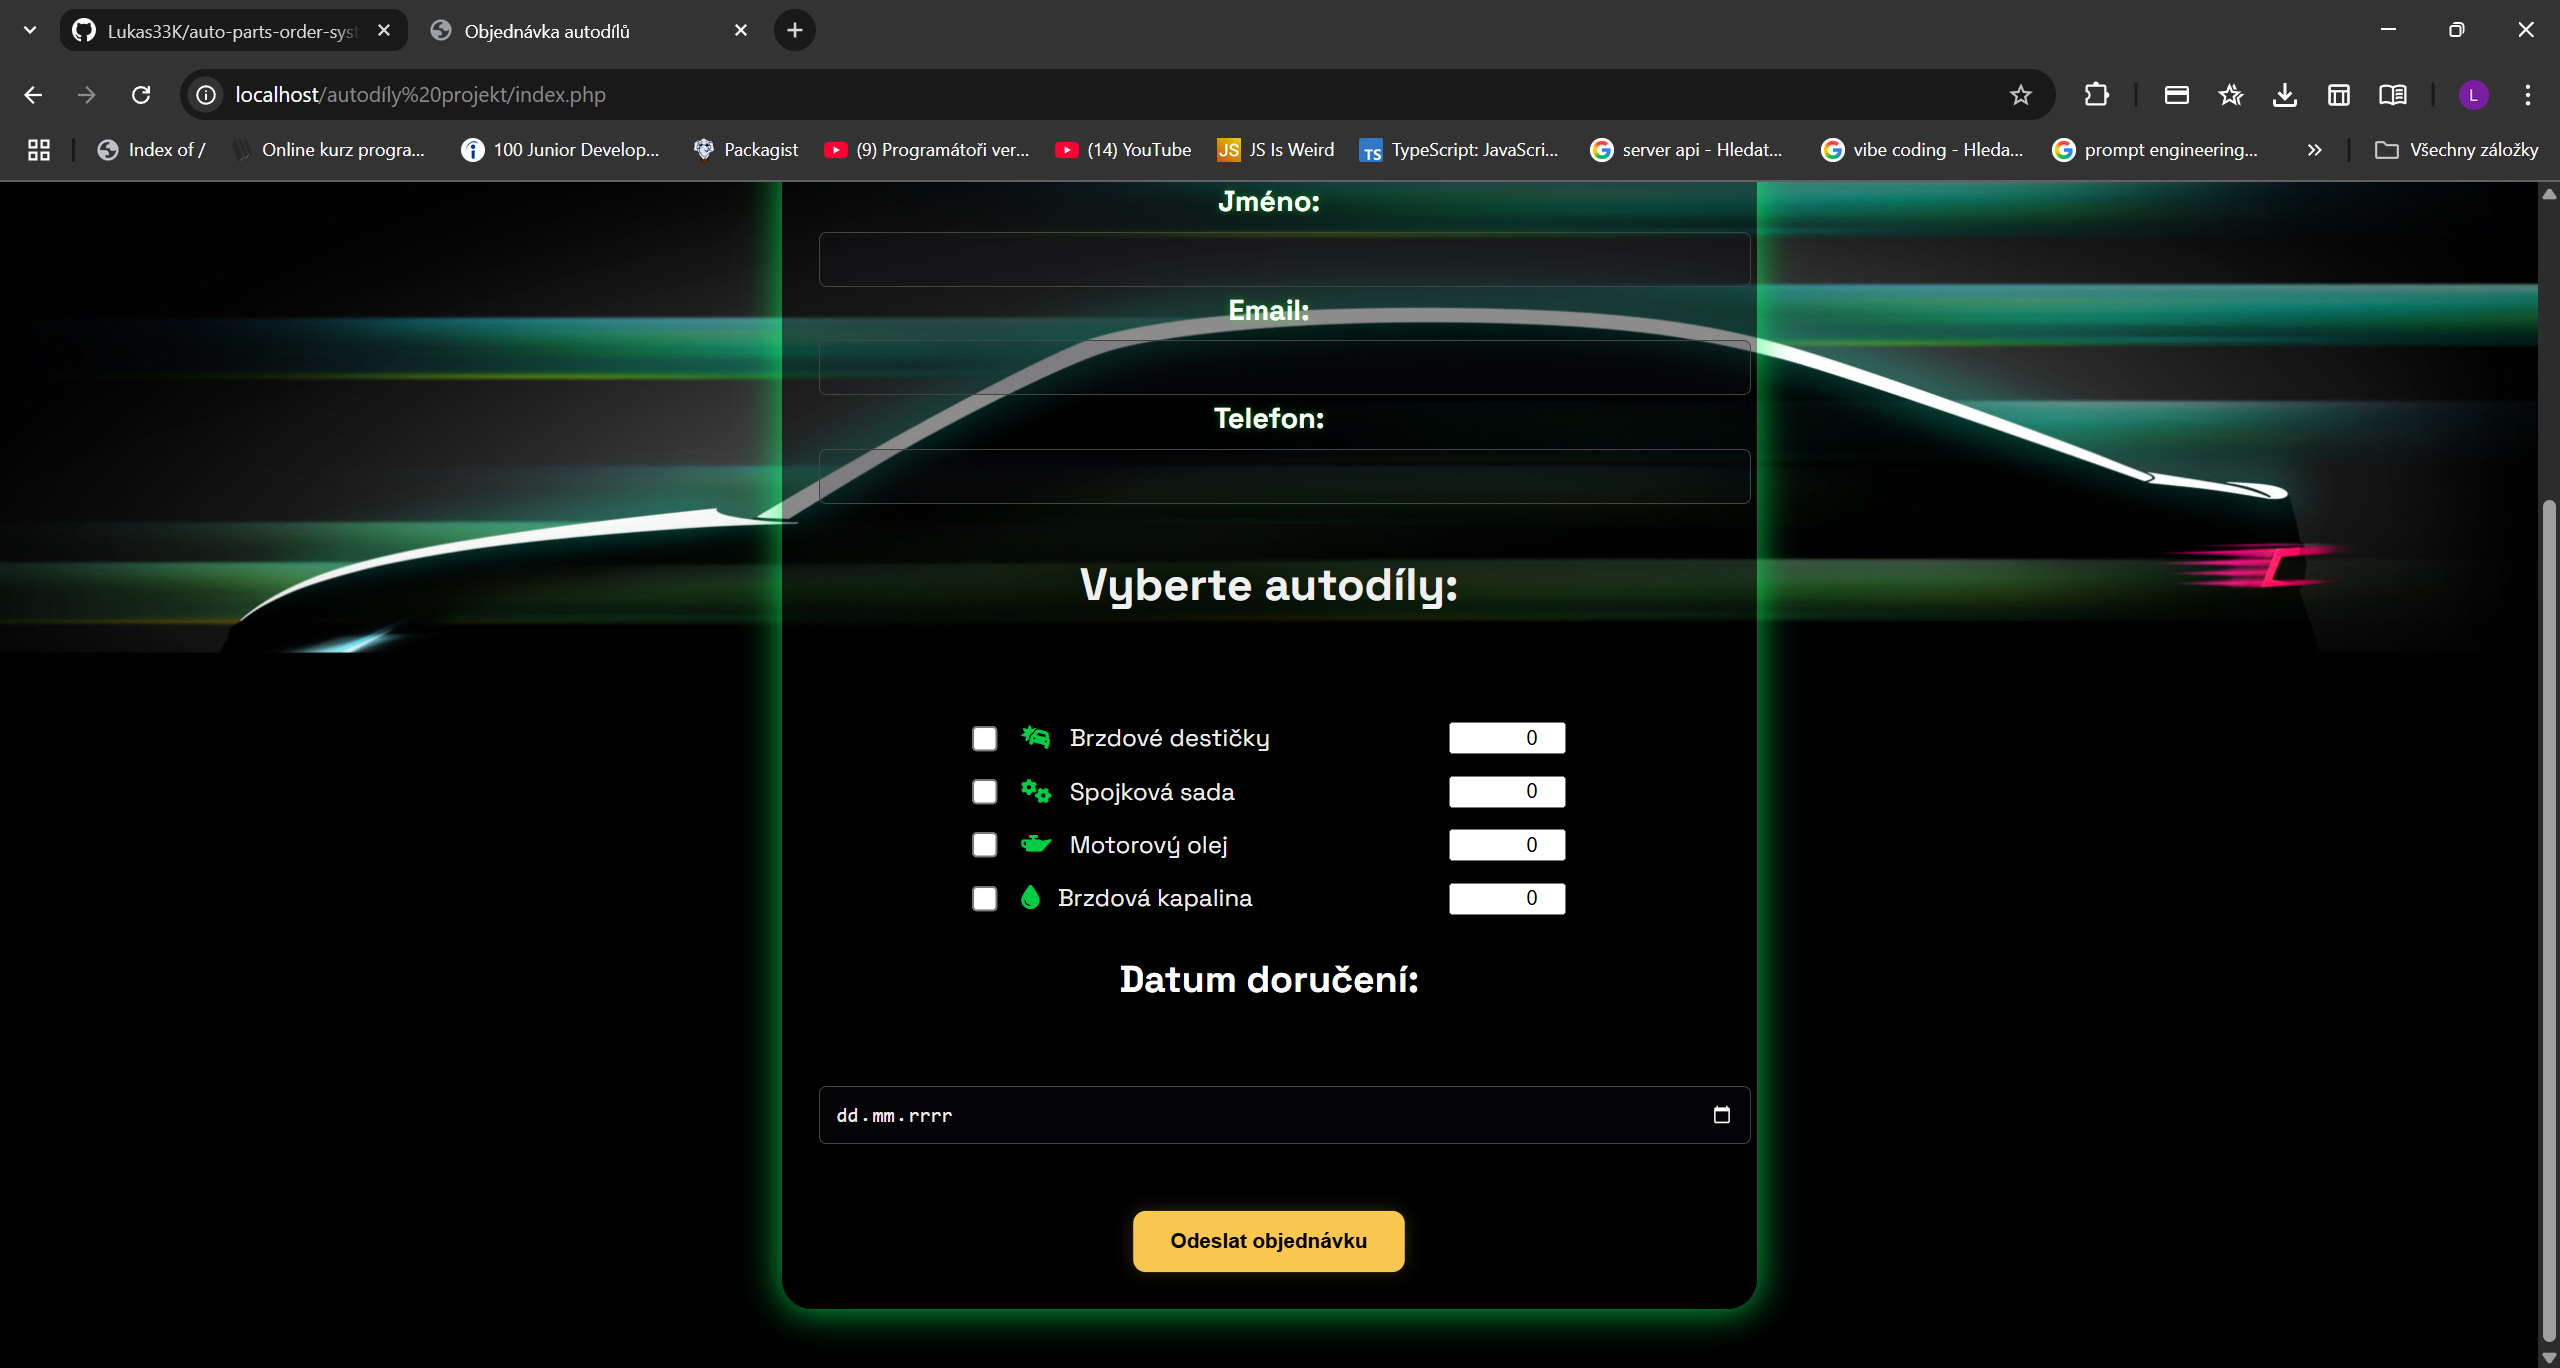 Lukas33K/auto-parts-order-syst
Objednávka autodílů
localhost/autodíly%20projekt/index.php
L
Index of /
Online kurz progra...
100 Junior Develop...
Packagist
(9) Programátoři ver...
(14) YouTube
JS
JS Is Weird
TS
TypeScript: JavaScri...
server api - Hledat...
vibe coding - Hleda...
prompt engineering...
Všechny záložky
Jméno:
Email:
Telefon:
Vyberte autodíly:
Brzdové destičky 0
Spojková sada 0
Motorový olej 0
Brzdová kapalina 0
Datum doručení:
dd.mm.rrrr
Odeslat objednávku